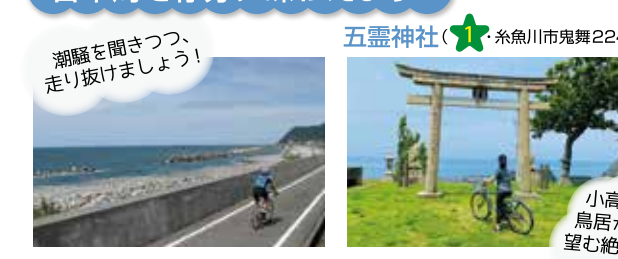 潮騒を聞きつつ、
走り抜けましょう!
五霊神社(1・糸魚川市鬼舞224
小高
鳥居か
望む絶